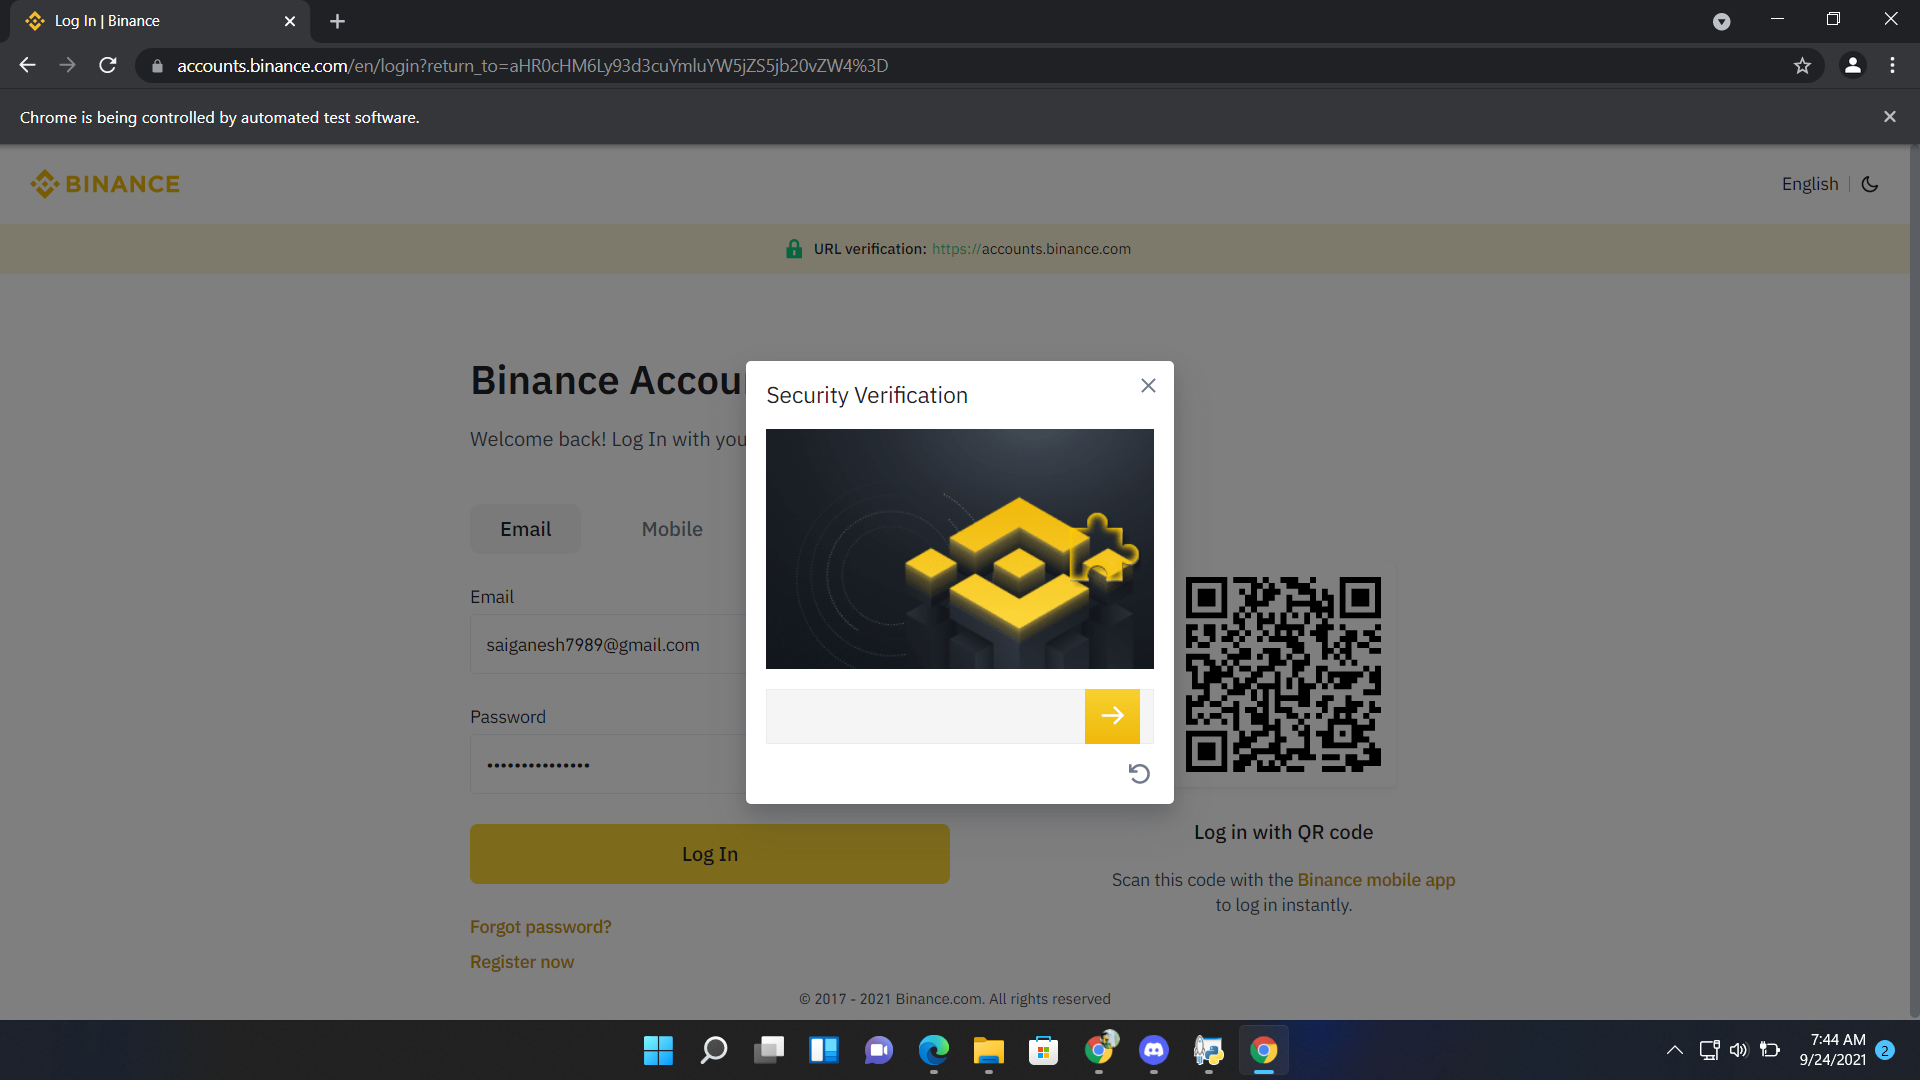 Log In | Binance
accounts.binance.com/en/login?return_to=aHR0cHM6Ly93d3cuYmluYW5jZS5jb20vZW4%3D
Chrome is being controlled by automated test software.
BINANCE
English
URL verification: https://accounts.binance.com
Binance Accou
Welcome back! Log In with you
Email
Mobile
Email
saiganesh7989@gmail.com
Password
•••••••••••••••
Log In
Forgot password?
Register now
Security Verification
Log in with QR code
Scan this code with the Binance mobile app
to log in instantly.
© 2017 - 2021 Binance.com. All rights reserved
7:44 AM
9/24/2021
2